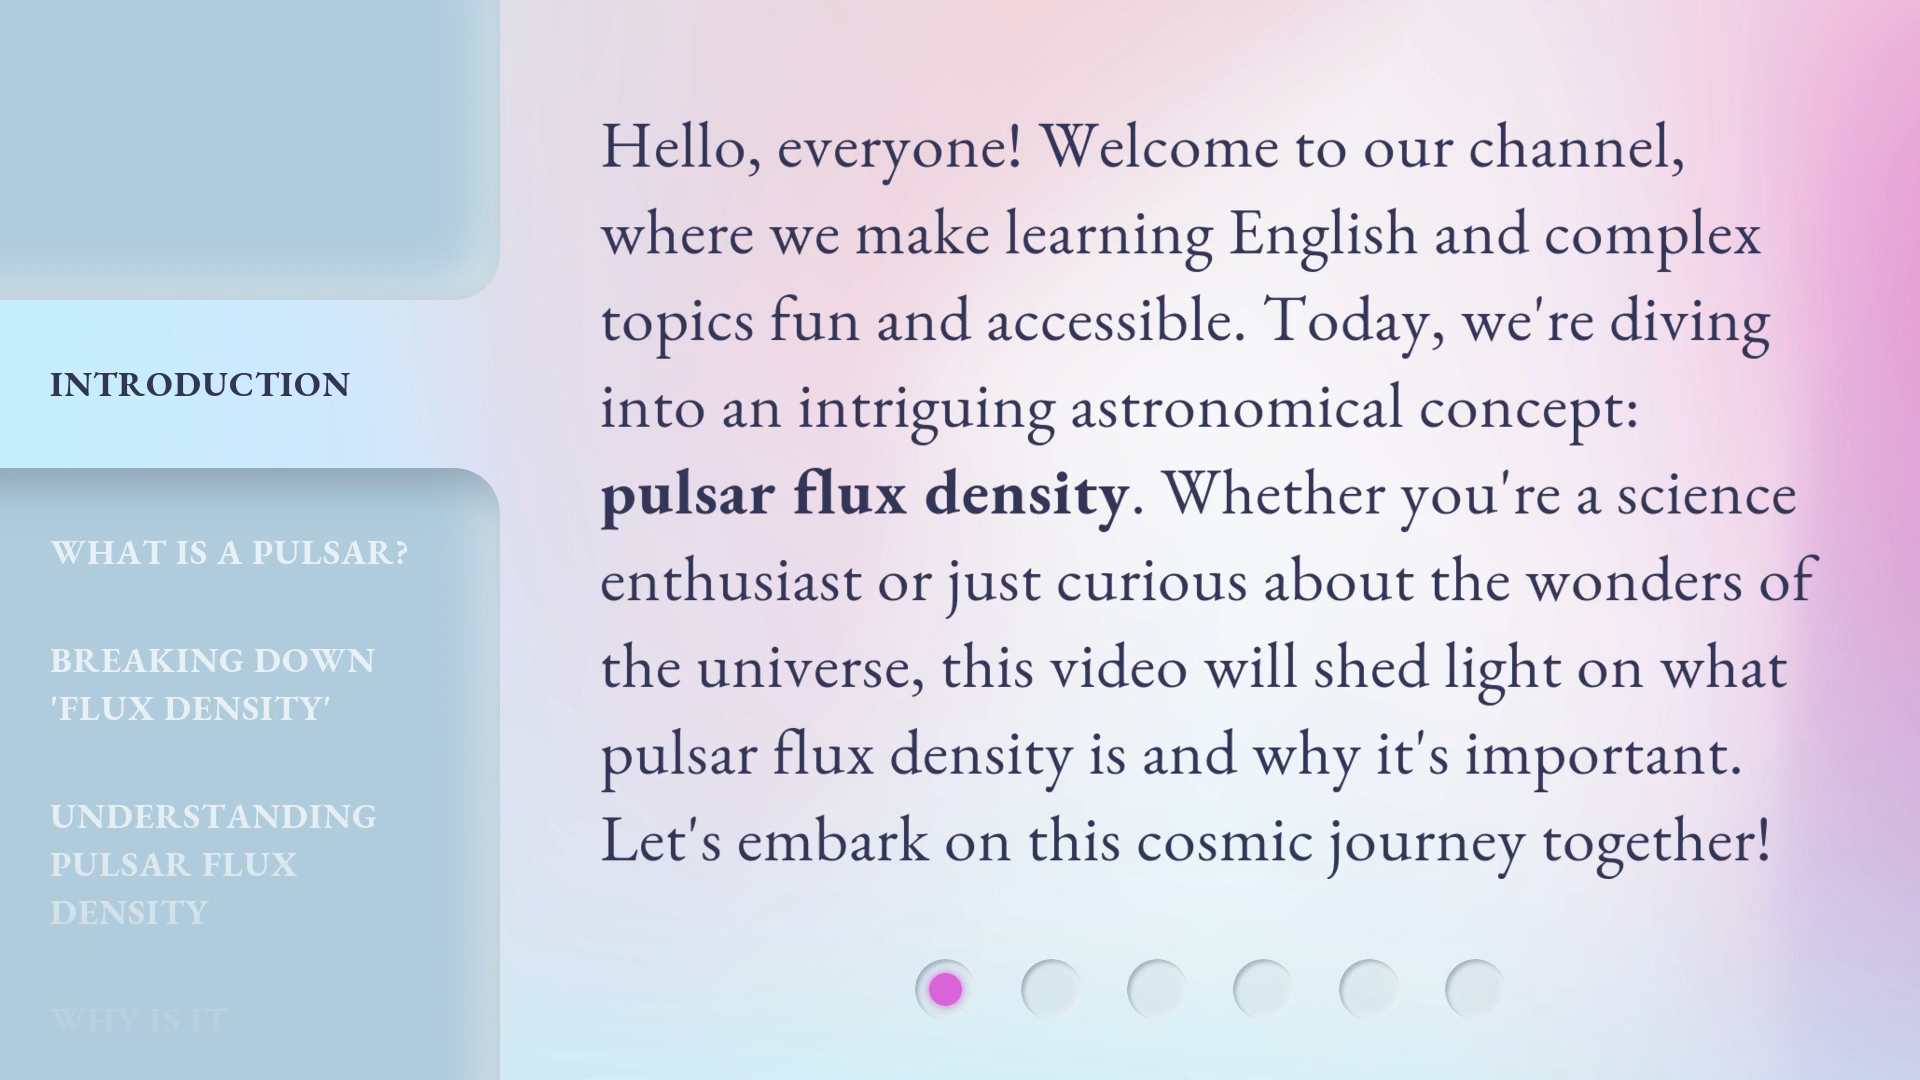 INTRODUCTION
WHAT IS A PULSAR?
BREAKING DOWN
'FLUX DENSITY'
UNDERSTANDING
PULSAR FLUX
DENSITY
WHY IS IT
Hello, everyone! Welcome to our channel,
where we make learning English and complex
topics fun and accessible. Today, we're diving
into an intriguing astronomical concept:
pulsar flux density. Whether you're a science
enthusiast or just curious about the wonders of
the universe, this video will shed light on what
pulsar flux density is and why it's important.
Let's embark on this cosmic journey together!